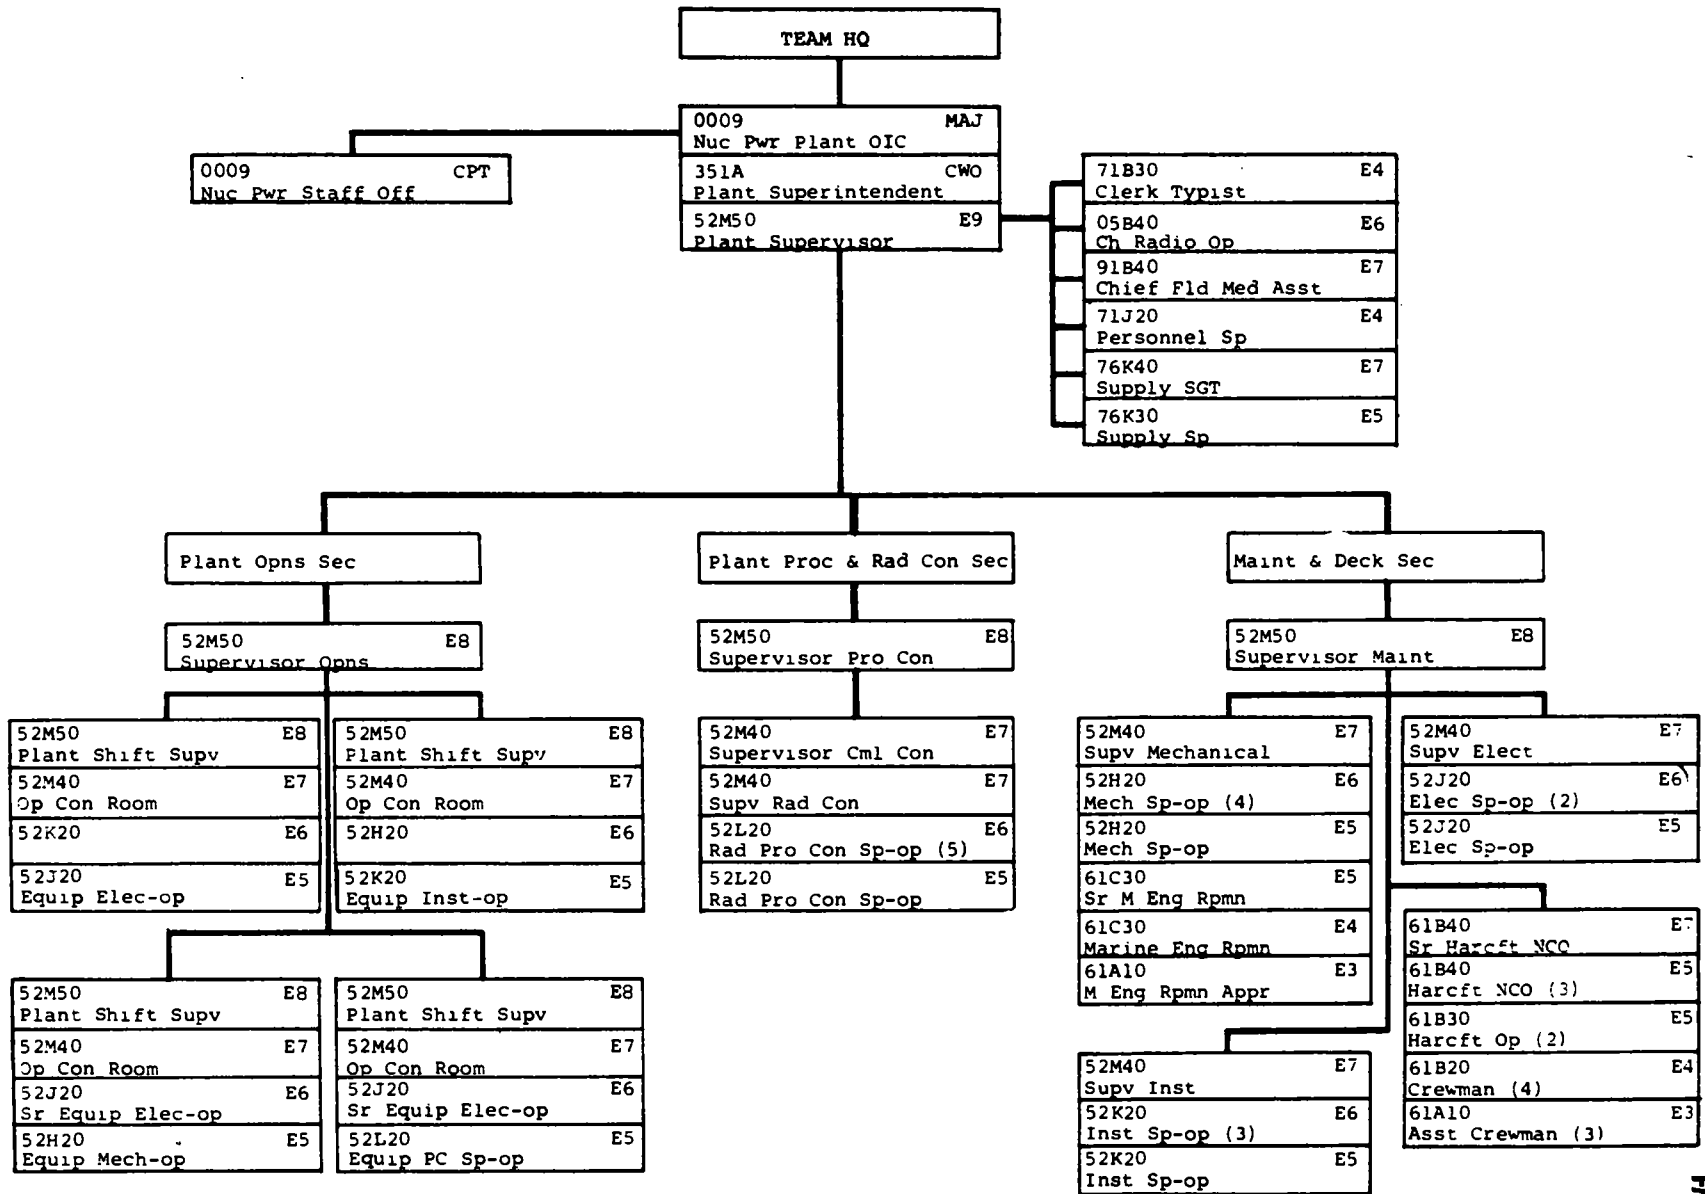 TEAM HQ
0009 MAJ
Nuc Pwr Plant OIC
351A CWO
Plant Superintendent
52M50 E9
Plant Supervisor
0009 CPT
Nuc Pwr Staff Off
71B30 E4
Clerk Typist
05B40 E6
Ch Radio Op
91B40 E7
Chief Fld Med Asst
71J20 E4
Personnel Sp
76K40 E7
Supply SGT
76K30 E5
Supply Sp
Plant Opns Sec
52M50 E8
Supervisor Opns
52M50 E8
Plant Shift Supv
52M40 E7
Op Con Room
52K20 E6
52J20 E5
Equip Elec-op
52M50 E8
Plant Shift Supv
52M40 E7
Op Con Room
52H20 E6
52K20 E5
Equip Inst-op
52M50 E8
Plant Shift Supv
52M40 E7
Op Con Room
52J20 E6
Sr Equip Elec-op
52H20 E5
Equip Mech-op
52M50 E8
Plant Shift Supv
52M40 E7
Op Con Room
52J20 E6
Sr Equip Elec-op
52L20 E5
Equip PC Sp-op
Plant Proc & Rad Con Sec
52M50 E8
Supervisor Pro Con
52M40 E7
Supervisor Cml Con
52M40 E7
Supv Rad Con
52L20 E6
Rad Pro Con Sp-op (5)
52L20 E5
Rad Pro Con Sp-op
Maint & Deck Sec
52M50 E8
Supervisor Maint
52M40 E7
Supv Mechanical
52H20 E6
Mech Sp-op (4)
52H20 E5
Mech Sp-op
61C30 E5
Sr M Eng Rpmn
61C30 E4
Marine Eng Rpmn
61A10 E3
M Eng Rpmn Appr
52M40 E7
Supv Elect
52J20 E6
Elec Sp-op (2)
52J20 E5
Elec Sp-op
61B40 E7
Sr Harcft NCO
61B40 E5
Harcft NCO (3)
61B30 E5
Harcft Op (2)
61B20 E4
Crewman (4)
61A10 E3
Asst Crewman (3)
52M40 E7
Supv Inst
52K20 E6
Inst Sp-op (3)
52K20 E5
Inst Sp-op